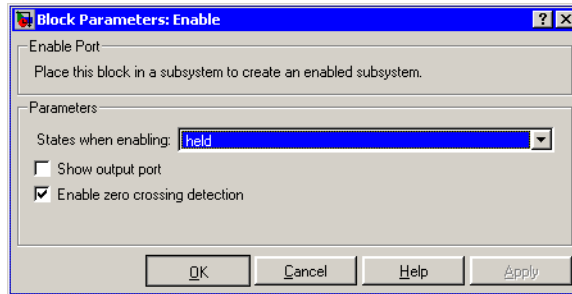 Block Parameters: Enable
Enable Port
Place this block in a subsystem to create an enabled subsystem.
Parameters
States when enabling: held
Show output port
Enable zero crossing detection
OK Cancel Help Apply